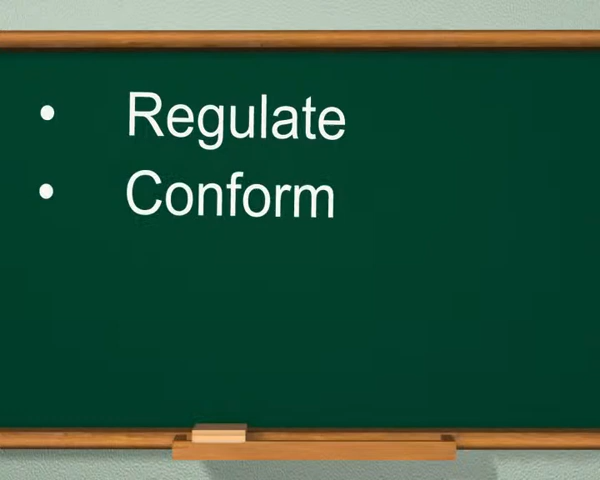 • Regulate
• Conform